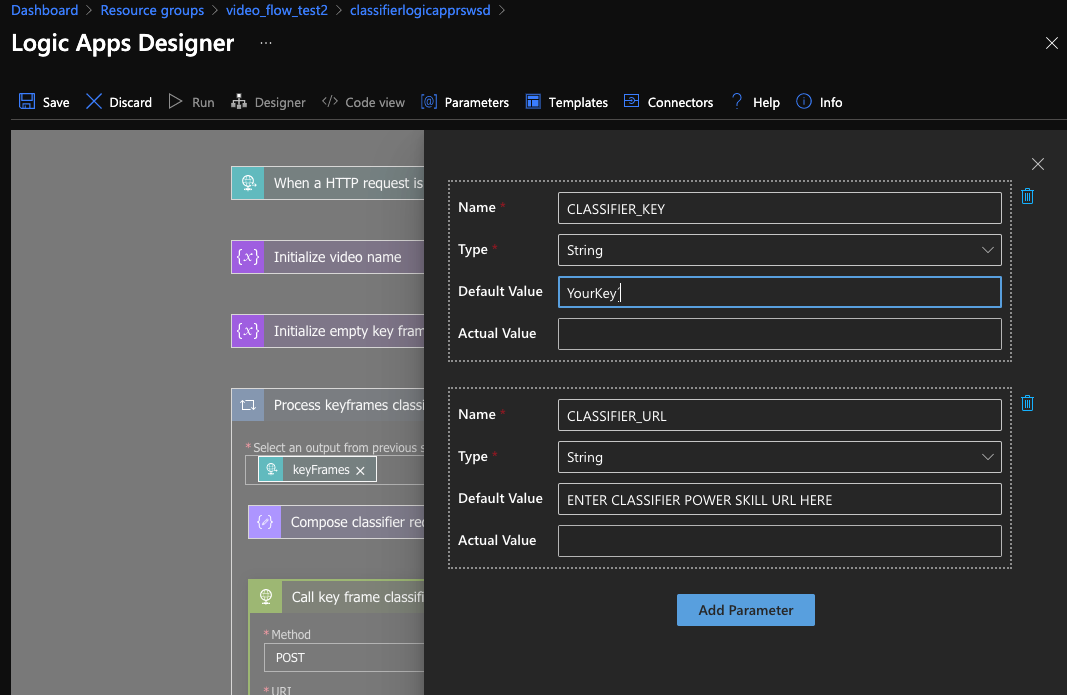 Dashboard > Resource groups > video_flow_test2 > classifierlogicapprswsd >
Logic Apps Designer ...
Save Discard Run Designer Code view Parameters Templates Connectors Help Info
When a HTTP request is
Initialize video name
Initialize empty key fram
Process keyframes classi
* Select an output from previous s
keyFrames
Compose classifier rec
Call key frame classifi
* Method
POST
* URI
Name *
CLASSIFIER_KEY
Type *
String
Default Value
YourKey'
Actual Value
Name *
CLASSIFIER_URL
Type *
String
Default Value
ENTER CLASSIFIER POWER SKILL URL HERE
Actual Value
Add Parameter